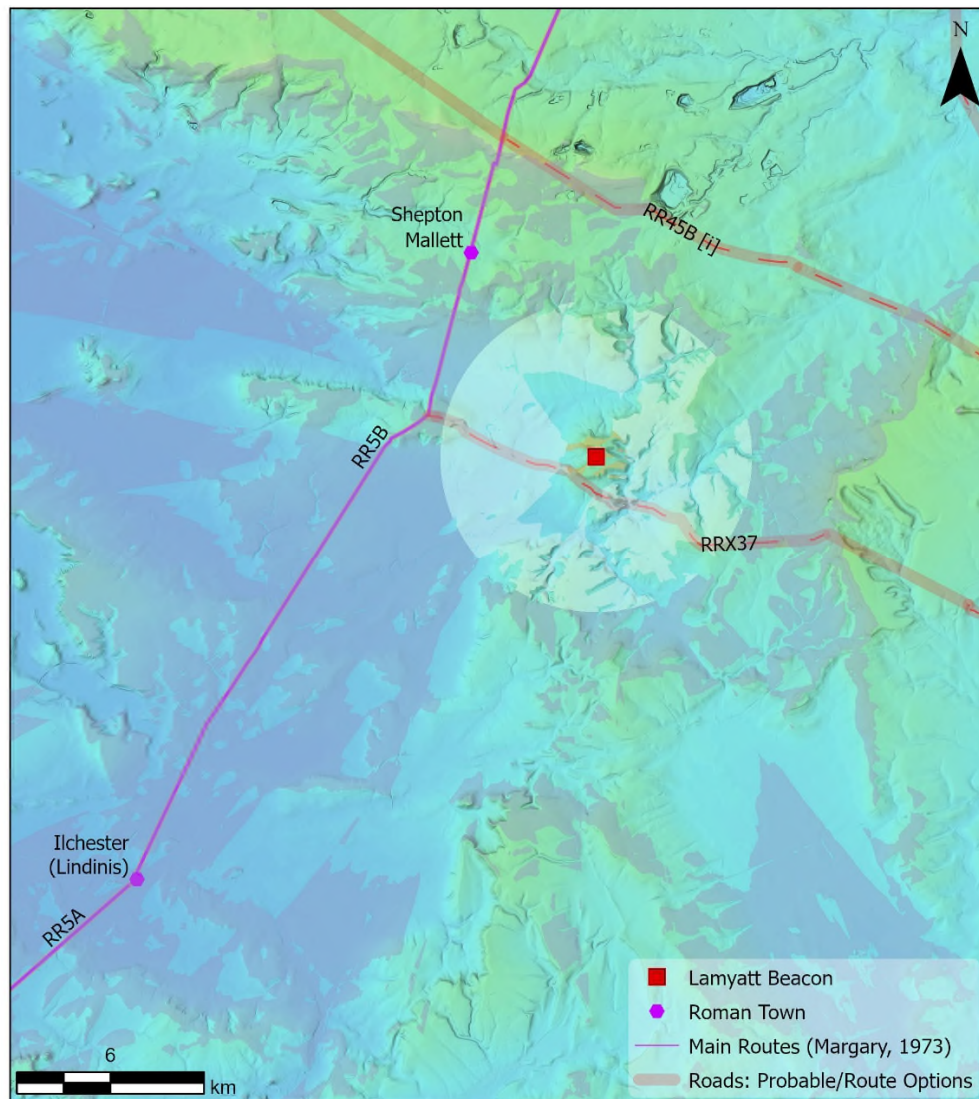 N
Shepton
Mallett
RR45B [i]
RR5B
RRX37
Ilchester
(Lindinis)
RR5A
Lamyatt Beacon
Roman Town
Main Routes (Margary, 1973)
Roads: Probable/Route Options
6
km